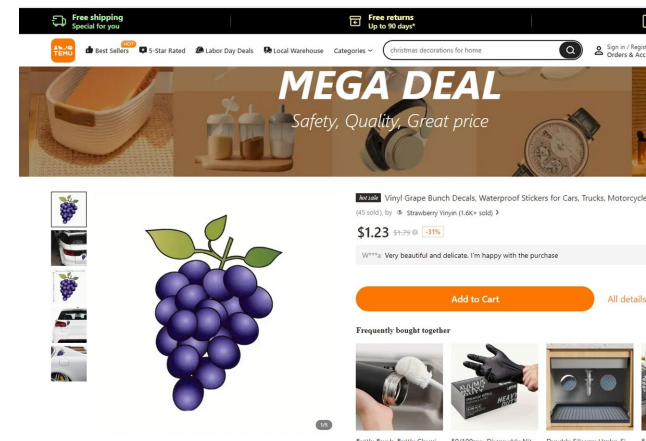 Free shipping
Special for you
Free returns
Up to 90 days*
TEMU
Best Sellers
HOT
5-Star Rated
Labor Day Deals
Local Warehouse
Categories
christmas decorations for home
Sign in / Regist
Orders & Acc
MEGA DEAL
Safety, Quality, Great price
hot sale Vinyl Grape Bunch Decals, Waterproof Stickers for Cars, Trucks, Motorcycle
(45 sold), by Strawberry Yinyin (1.6K+ sold)
$1.23 $1.79 -31%
W***a Very beautiful and delicate. I'm happy with the purchase
Add to Cart
All details
Frequently bought together
1/5